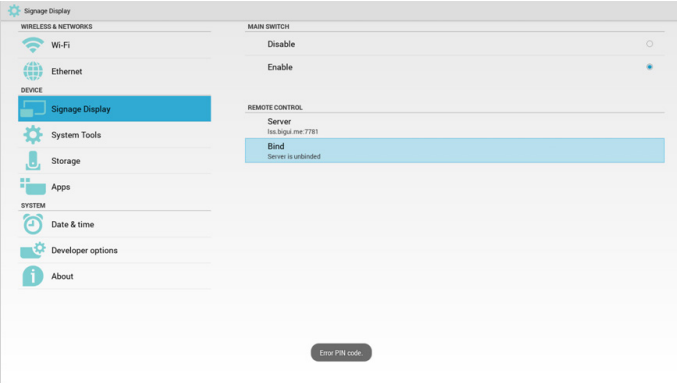 Signage Display
WIRELESS & NETWORKS
Wi-Fi
Ethernet
DEVICE
Signage Display
System Tools
Storage
Apps
SYSTEM
Date & time
Developer options
About
MAIN SWITCH
Disable
Enable
REMOTE CONTROL
Server
lss.bigui.me:7781
Bind
Server is unbinded
Error PIN code.